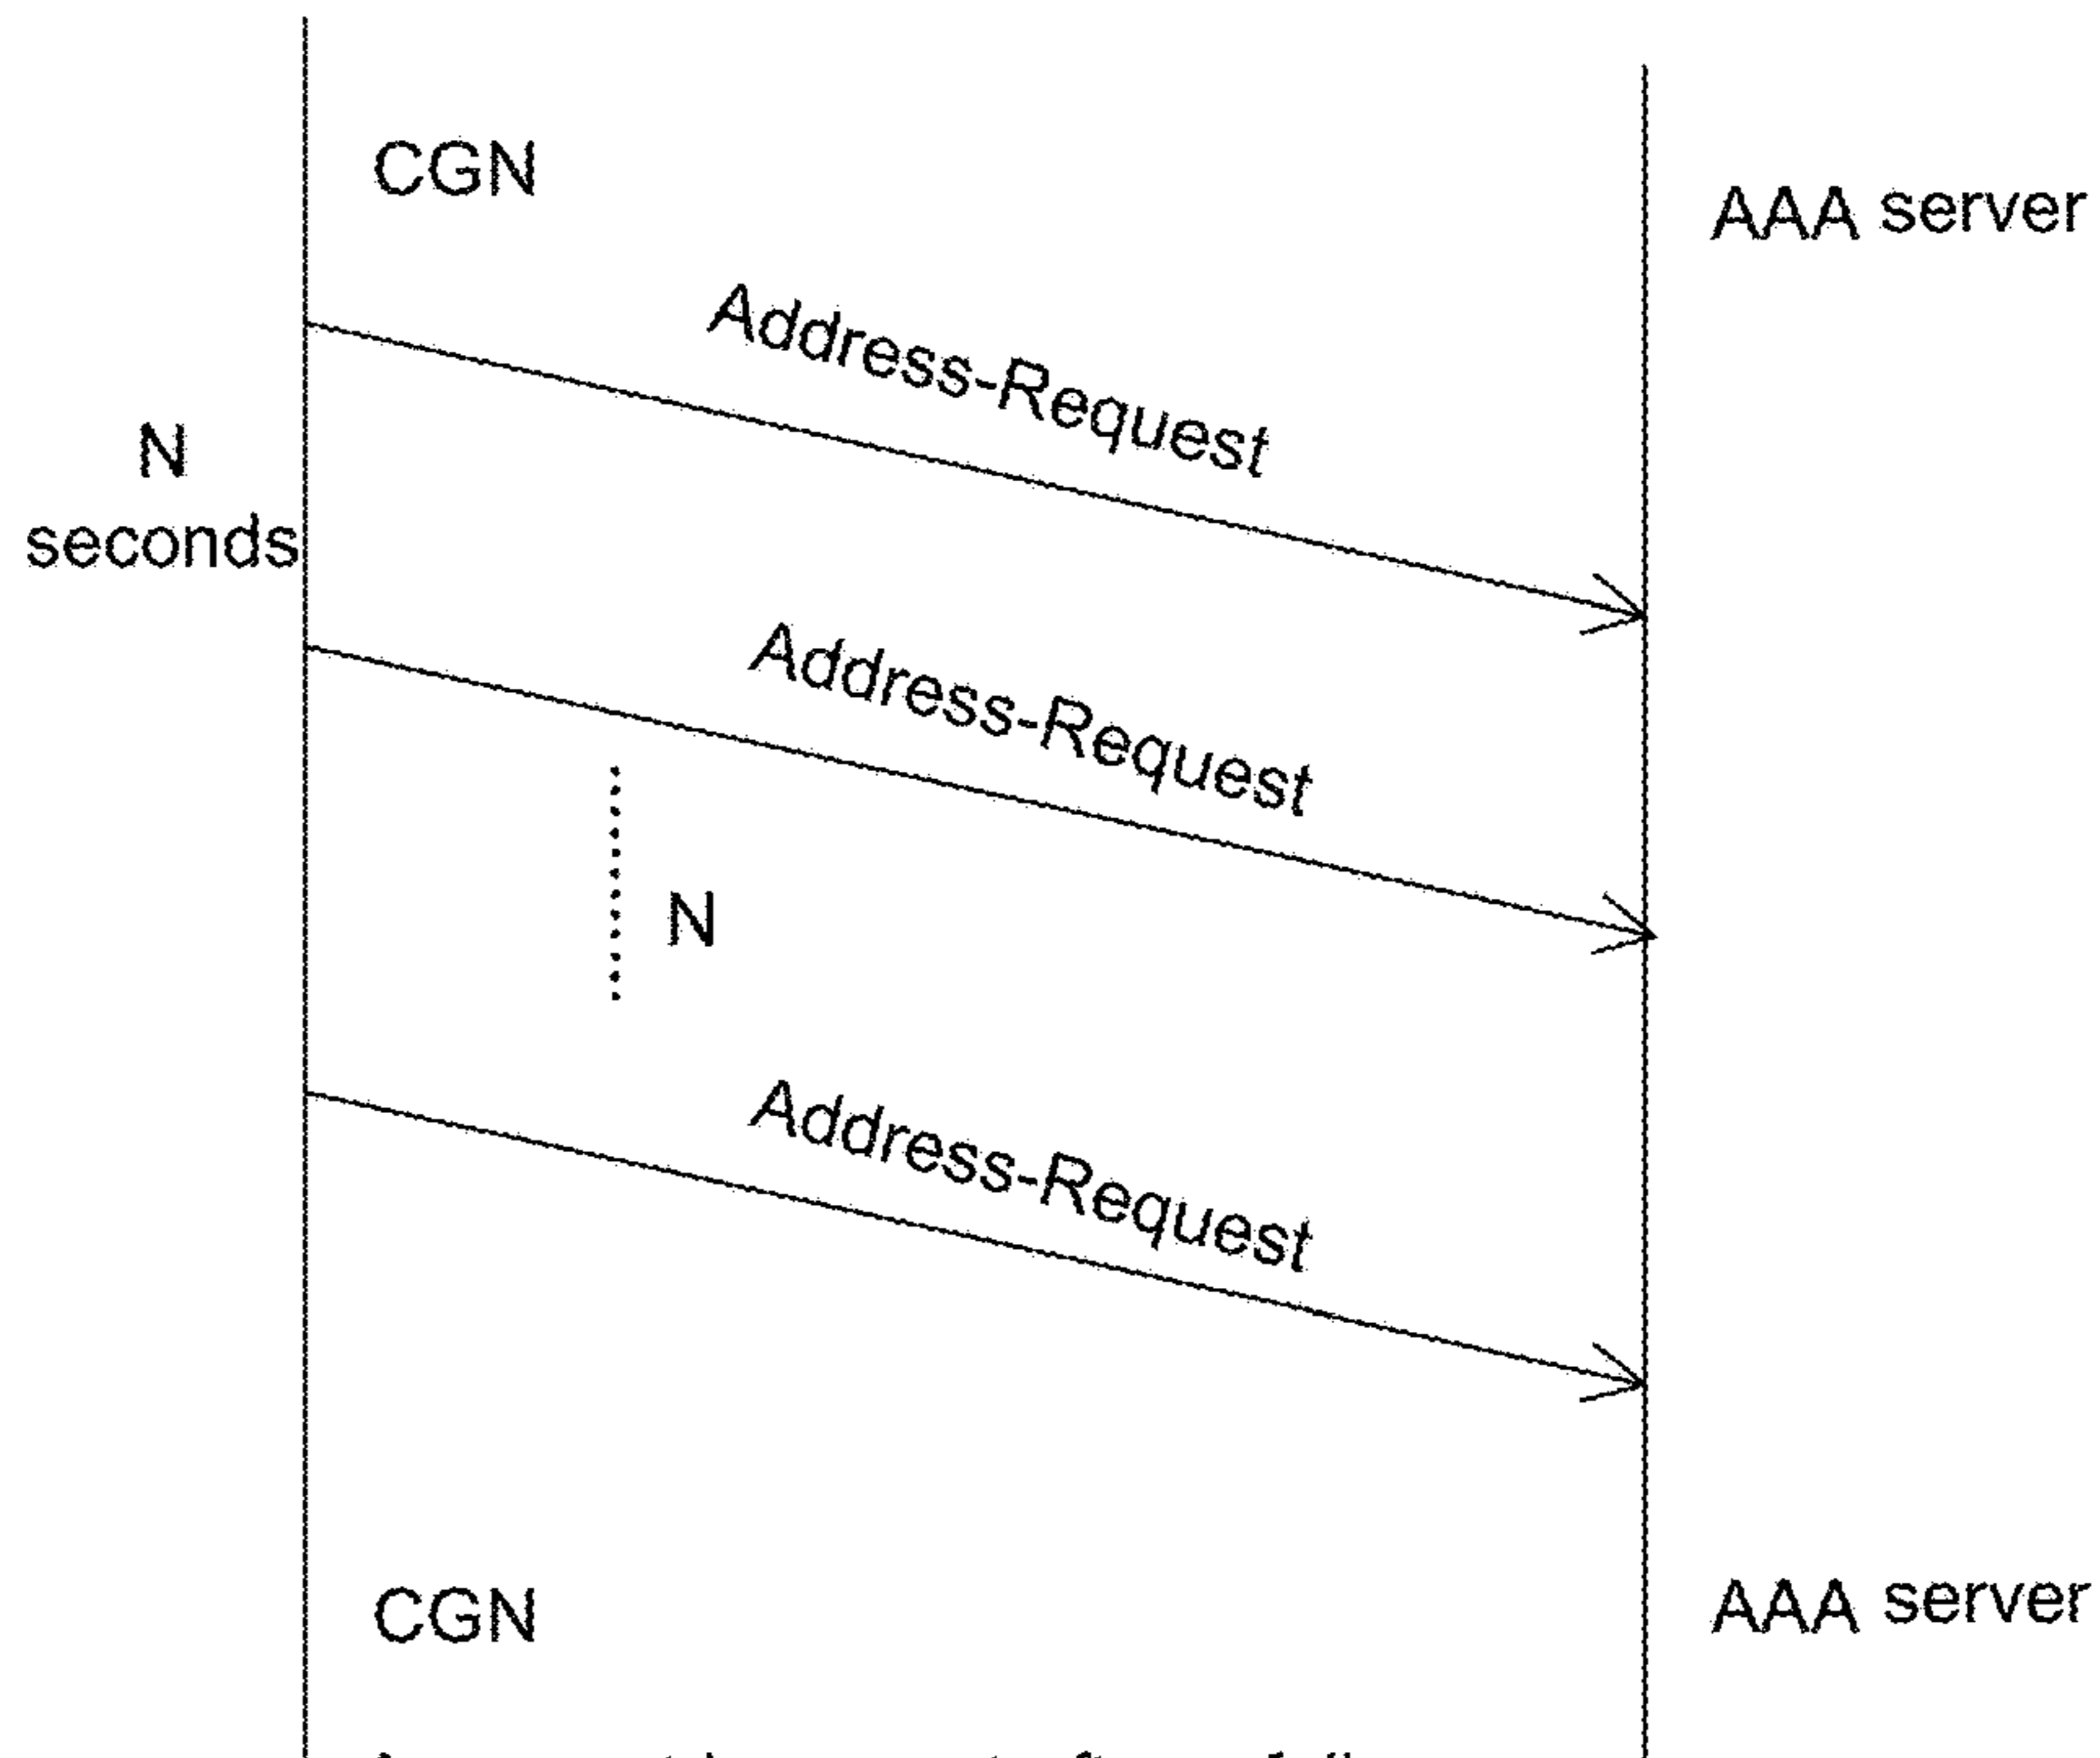 CGN
AAA server
Address-Request
N
seconds
Address-Request
N
Address-Request
CGN
AAA server